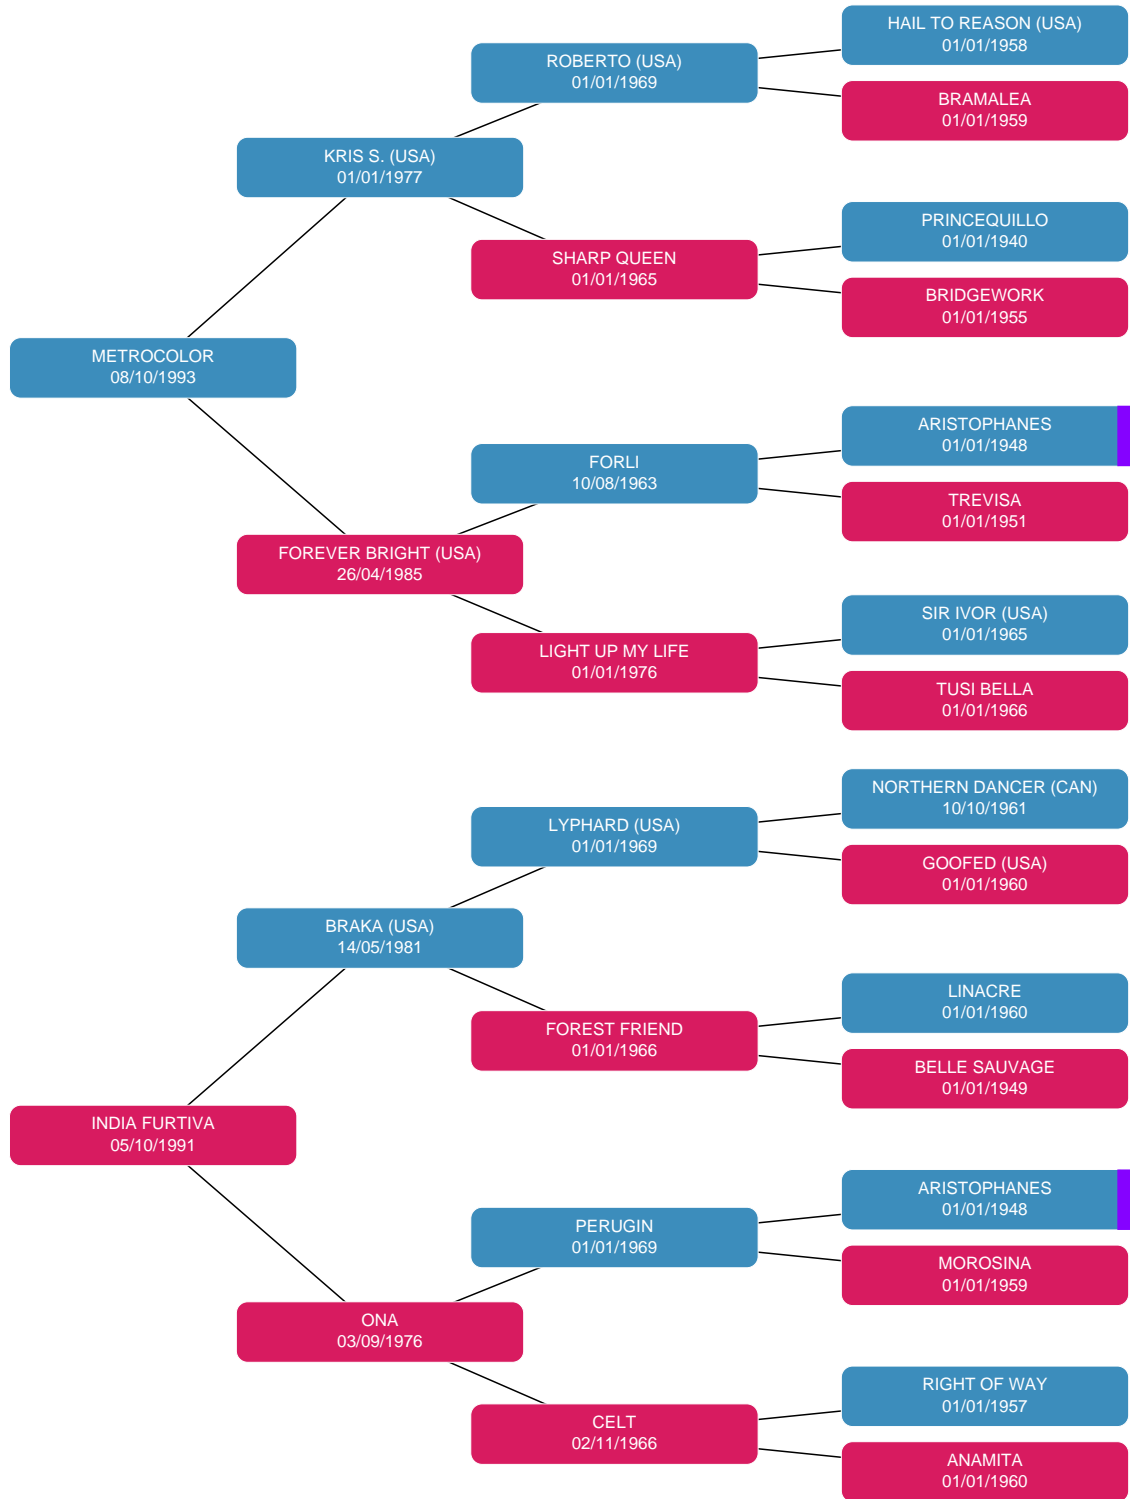 HAIL TO REASON (USA)
01/01/1958
ROBERTO (USA)
01/01/1969
BRAMALEA
01/01/1959
KRIS S. (USA)
01/01/1977
PRINCEQUILLO
01/01/1940
SHARP QUEEN
01/01/1965
BRIDGEWORK
01/01/1955
METROCOLOR
08/10/1993
ARISTOPHANES
01/01/1948
FORLI
10/08/1963
TREVISA
01/01/1951
FOREVER BRIGHT (USA)
26/04/1985
SIR IVOR (USA)
01/01/1965
LIGHT UP MY LIFE
01/01/1976
TUSI BELLA
01/01/1966
NORTHERN DANCER (CAN)
10/10/1961
LYPHARD (USA)
01/01/1969
GOOFED (USA)
01/01/1960
BRAKA (USA)
14/05/1981
LINACRE
01/01/1960
FOREST FRIEND
01/01/1966
BELLE SAUVAGE
01/01/1949
INDIA FURTIVA
05/10/1991
ARISTOPHANES
01/01/1948
PERUGIN
01/01/1969
MOROSINA
01/01/1959
ONA
03/09/1976
RIGHT OF WAY
01/01/1957
CELT
02/11/1966
ANAMITA
01/01/1960